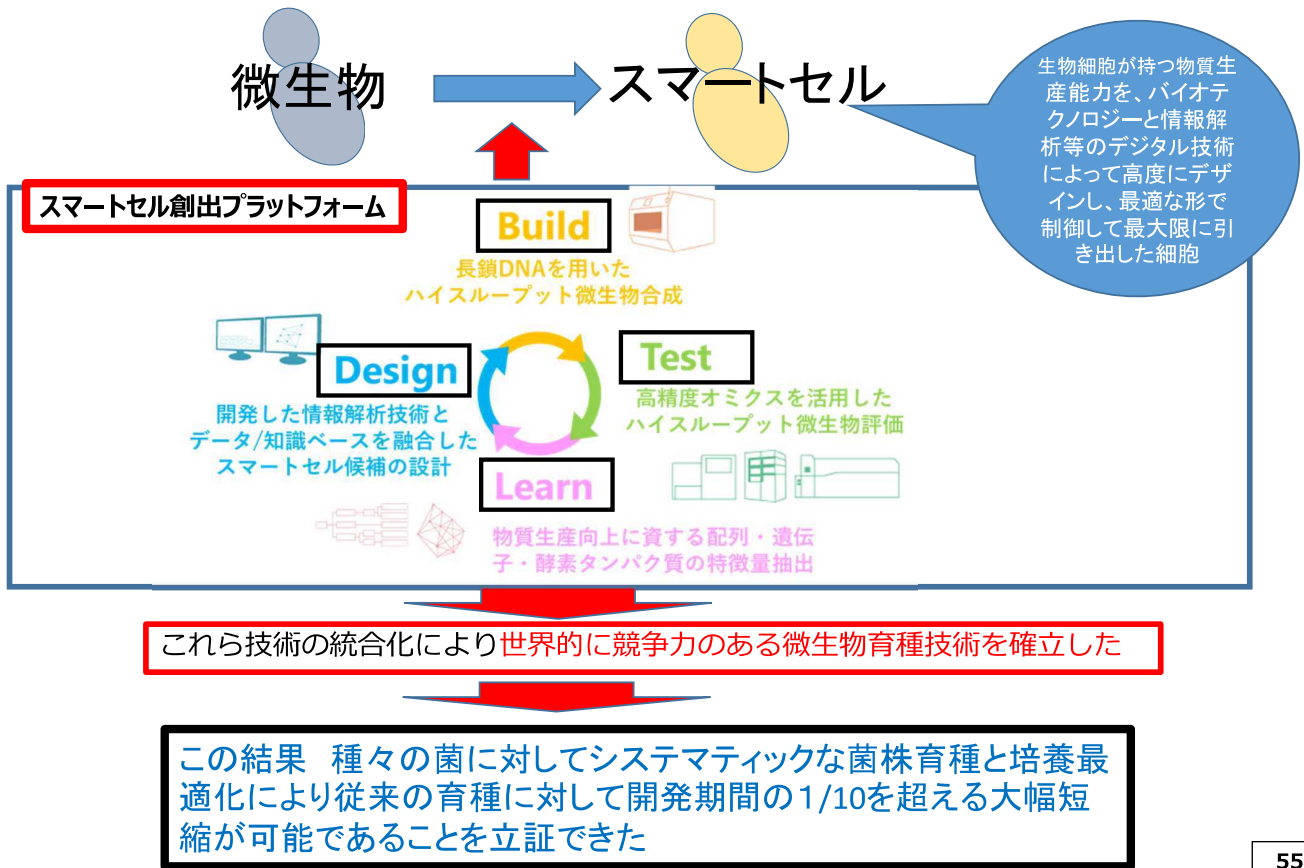 微生物
スマートセル
生物細胞が持つ物質生
産能力を、バイオテ
クノロジーと情報解
析等のデジタル技術
によって高度にデザ
インし、最適な形で
制御して最大限に引
き出した細胞
スマートセル創出プラットフォーム
Build
長鎖DNAを用いた
ハイスループット微生物合成
Design
開発した情報解析技術と
データ/知識ベースを融合した
スマートセル候補の設計
Test
高精度オミクスを活用した
ハイスループット微生物評価
Learn
物質生産向上に資する配列・遺伝
子・酵素タンパク質の特徴量抽出
これら技術の統合化により世界的に競争力のある微生物育種技術を確立した
この結果　種々の菌に対してシステマティックな菌株育種と培養最
適化により従来の育種に対して開発期間の１/10を超える大幅短
縮が可能であることを立証できた
55